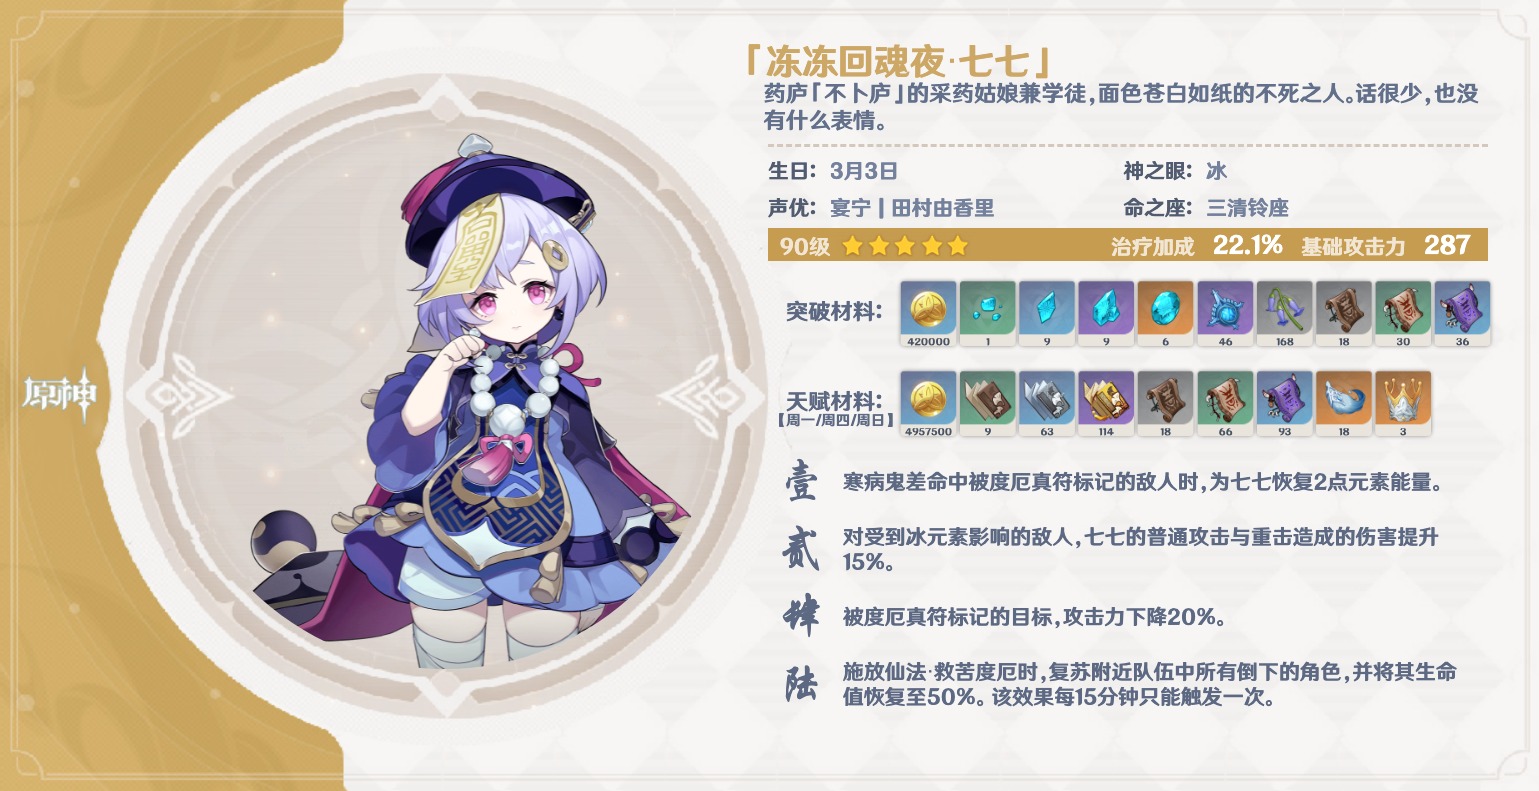 「冻冻回魂夜·七七」
药庐「不卜庐」的采药姑娘兼学徒,面色苍白如纸的不死之人。话很少,也没
有什么表情。
生日: 3月3日 神之眼: 冰
声优: 宴宁 | 田村由香里 命之座: 三清铃座
90级 治疗加成 22.1% 基础攻击力 287
突破材料:
420000 1 9 9 6 46 168 18 30 36
天赋材料:
【周一/周四/周日】
4957500 9 63 114 18 66 93 18 3
壹 寒病鬼差命中被度厄真符标记的敌人时,为七七恢复2点元素能量。
贰 对受到冰元素影响的敌人,七七的普通攻击与重击造成的伤害提升
15%。
肆 被度厄真符标记的目标,攻击力下降20%。
陆 施放仙法·救苦度厄时,复苏附近队伍中所有倒下的角色,并将其生命
值恢复至50%。该效果每15分钟只能触发一次。
原神